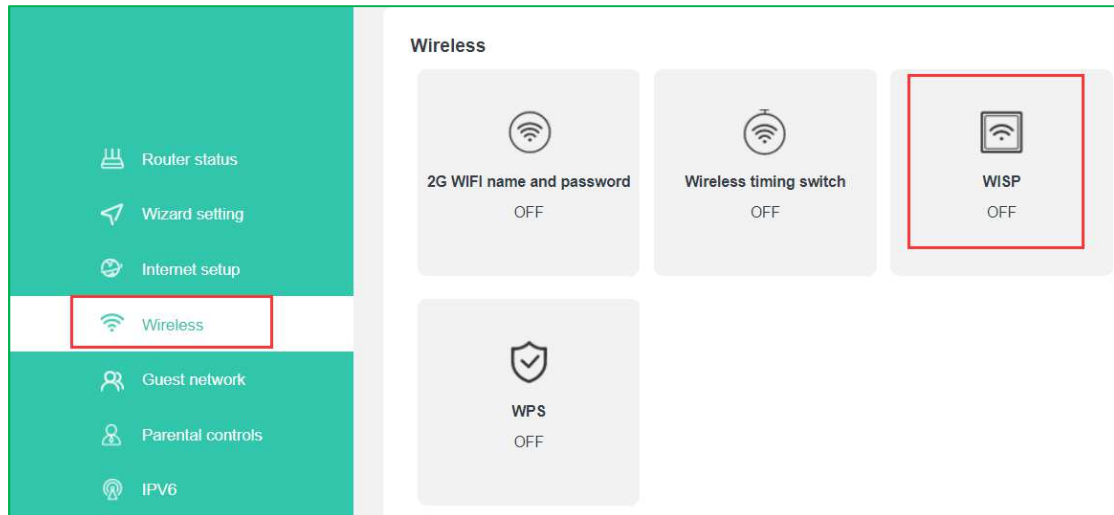 Router status
Wizard setting
Internet setup
Wireless
Guest network
Parental controls
IPV6
Wireless
2G WIFI name and password
OFF
Wireless timing switch
OFF
WISP
OFF
WPS
OFF